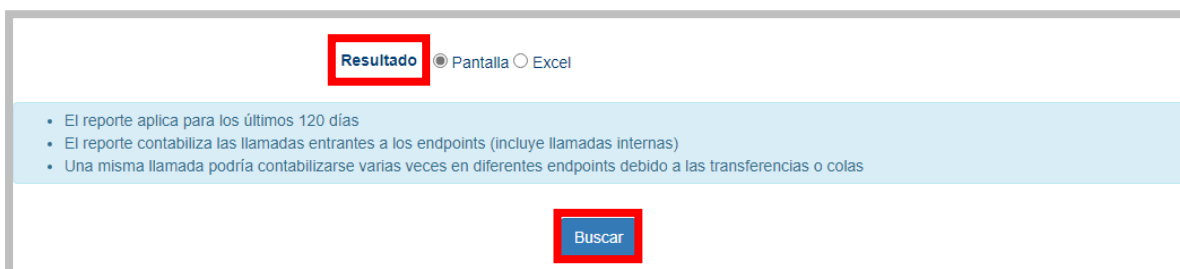 Resultado Pantalla Excel
• El reporte aplica para los últimos 120 días
• El reporte contabiliza las llamadas entrantes a los endpoints (incluye llamadas internas)
• Una misma llamada podría contabilizarse varias veces en diferentes endpoints debido a las transferencias o colas
Buscar